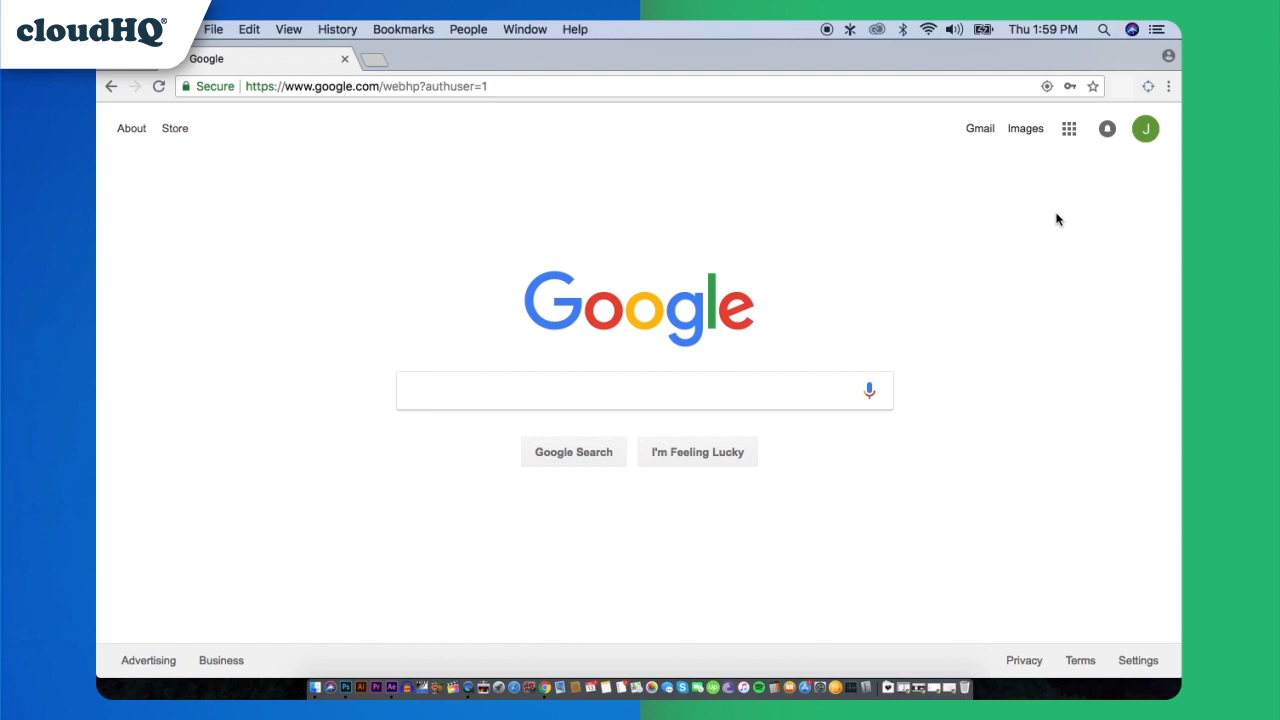 cloudHQ®
File Edit View History Bookmarks People Window Help Thu 1:59 PM
Google
Secure https://www.google.com/webhp?authuser=1
About Store Gmail Images J
Google
Google Search I'm Feeling Lucky
Advertising Business Privacy Terms Settings